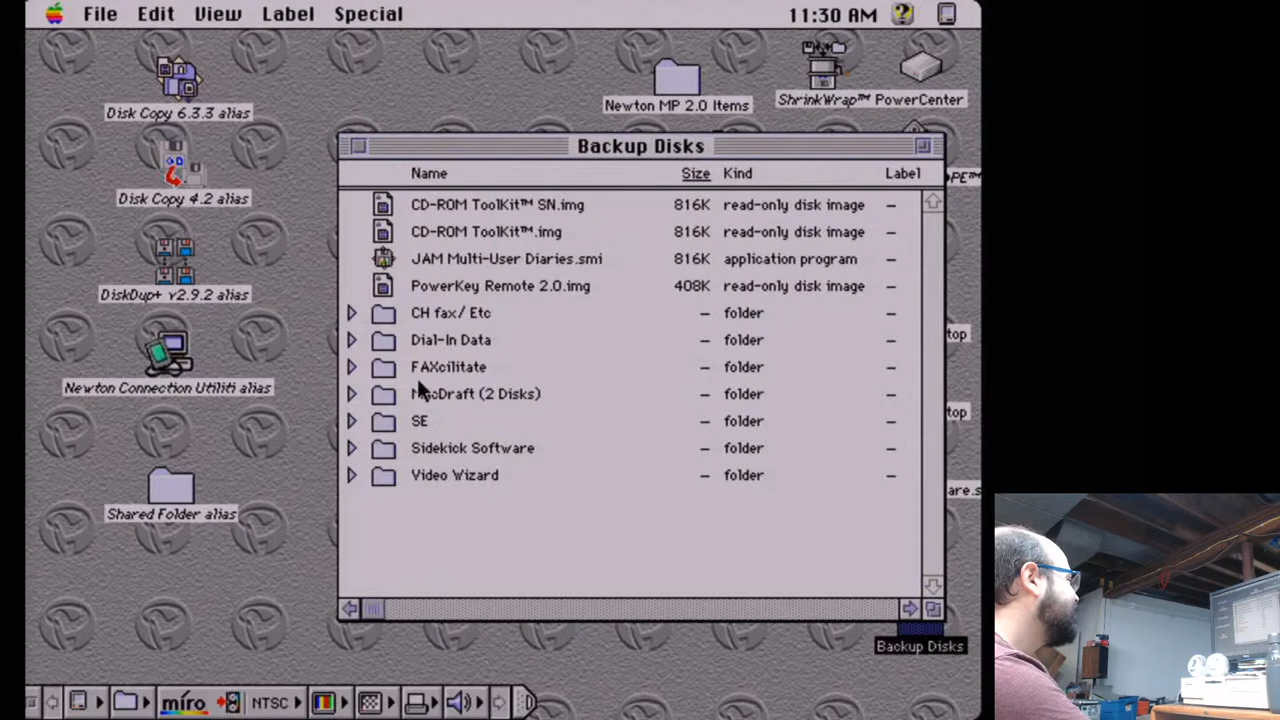 File Edit View Label Special 11:30 AM
Disk Copy 6.3.3 alias
Disk Copy 4.2 alias
DiskDup+ v2.9.2 alias
Newton Connection Utiliti alias
Shared Folder alias
Newton MP 2.0 Items
ShrinkWrap™ PowerCenter
Backup Disks
Name Size Kind Label
CD-ROM ToolKit™ SN.img 816K read-only disk image –
CD-ROM ToolKit™.img 816K read-only disk image –
JAM Multi-User Diaries.smi 816K application program –
PowerKey Remote 2.0.img 408K read-only disk image –
CH fax/ Etc – folder –
Dial-In Data – folder –
FAXcilitate – folder –
MacDraft (2 Disks) – folder –
SE – folder –
Sidekick Software – folder –
Video Wizard – folder –
Backup Disks
miro NTSC